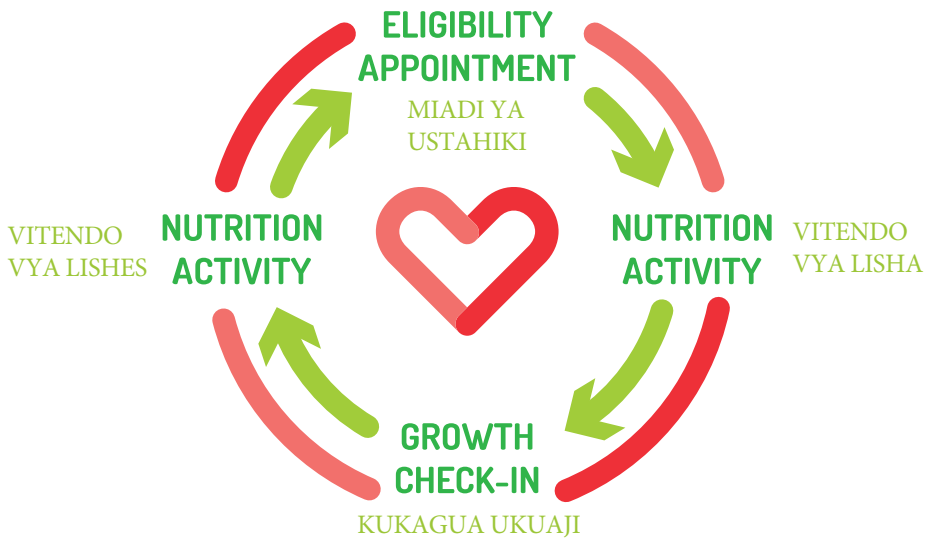 ELIGIBILITY
APPOINTMENT
MIADI YA
USTAHIKI
VITENDO
VYA LISHES
NUTRITION
ACTIVITY
NUTRITION
ACTIVITY
VITENDO
VYA LISHA
GROWTH
CHECK-IN
KUKAGUA UKUAJI